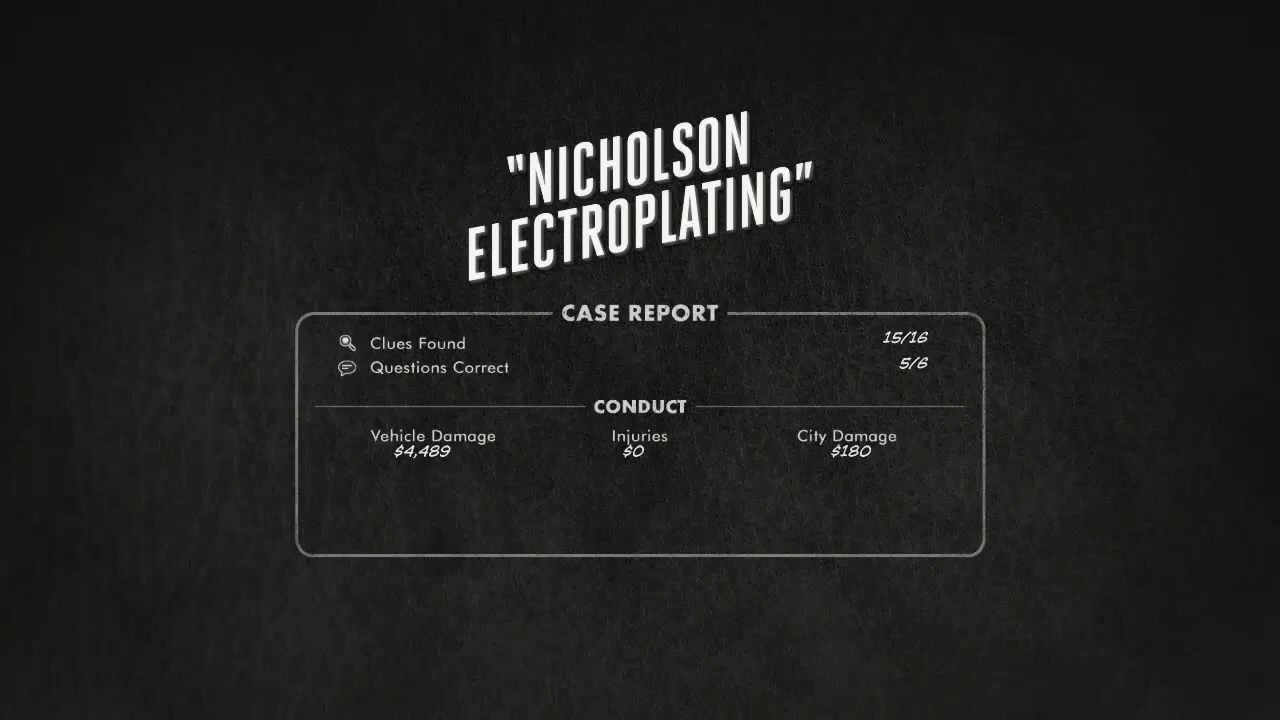 "NICHOLSON
ELECTROPLATING"
CASE REPORT
Clues Found 15/16
Questions Correct 5/6
CONDUCT
Vehicle Damage Injuries City Damage
$4,489 $0 $180